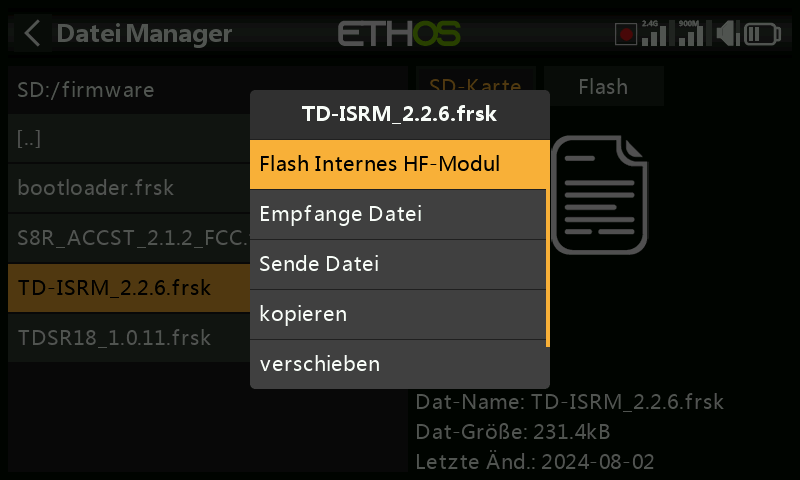 Datei Manager
ETHOS
2.4G
900M
SD:/firmware
SD-Karte
Flash
[..]
bootloader.frsk
S8R_ACCST_2.1.2_FCC.
TD-ISRM_2.2.6.frsk
TDSR18_1.0.11.frsk
TD-ISRM_2.2.6.frsk
Flash Internes HF-Modul
Empfange Datei
Sende Datei
kopieren
verschieben
Dat-Name: TD-ISRM_2.2.6.frsk
Dat-Größe: 231.4kB
Letzte Änd.: 2024-08-02